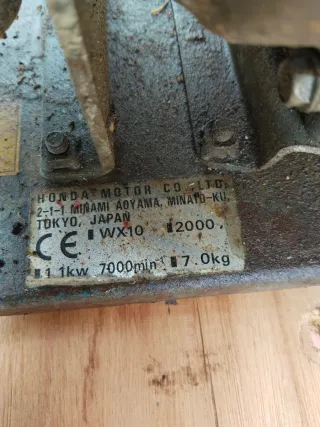 HONDA MOTOR CO.,LTD.
2-1-1 MINAMI AOYAMA, MINATO-KU,
TOKYO, JAPAN
CE WX10 2000
1.1kw 7000min 7.0kg